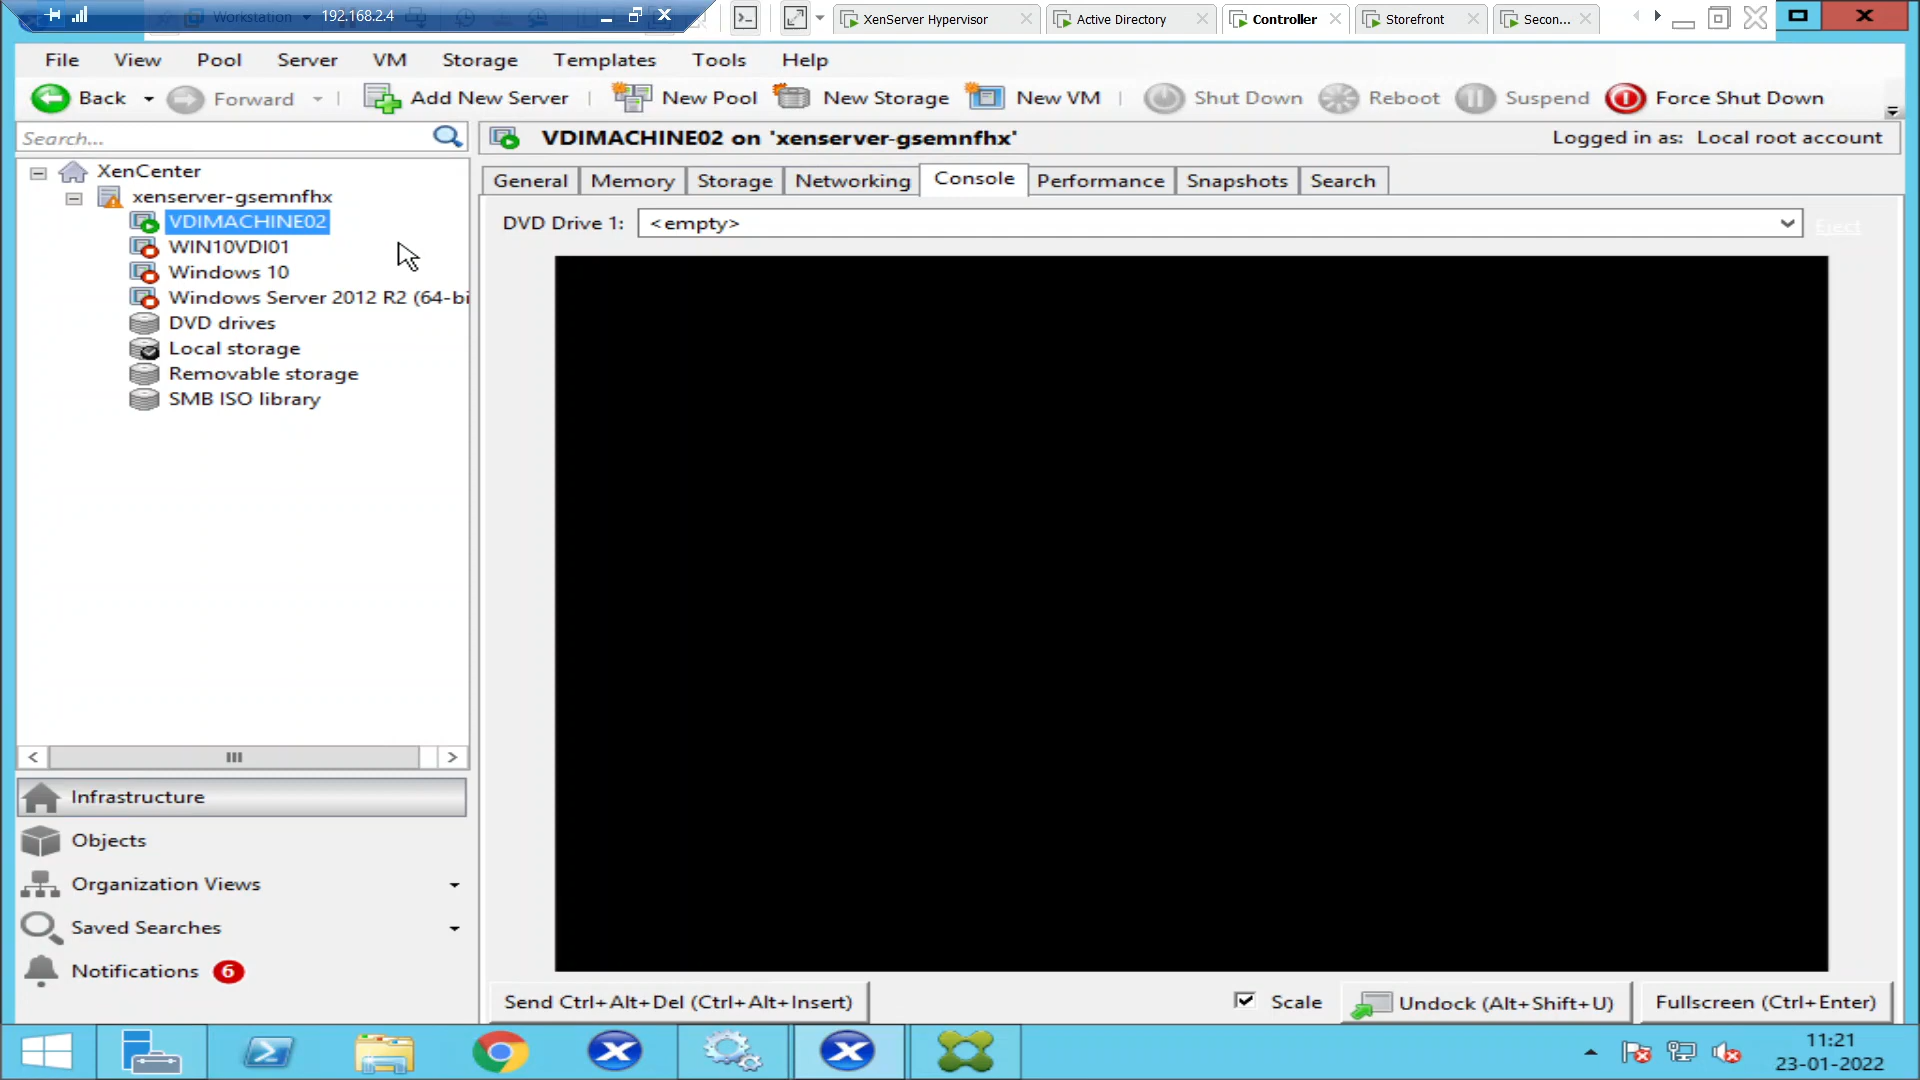 Workstation
192.168.2.4
XenServer Hypervisor
Active Directory
Controller
Storefront
Secon...
File View Pool Server VM Storage Templates Tools Help
Back Forward Add New Server New Pool New Storage New VM Shut Down Reboot Suspend Force Shut Down
Search...
VDIMACHINE02 on 'xenserver-gsemnfhx'
Logged in as: Local root account
XenCenter
xenserver-gsemnfhx
VDIMACHINE02
WIN10VDI01
Windows 10
Windows Server 2012 R2 (64-bi
DVD drives
Local storage
Removable storage
SMB ISO library
General Memory Storage Networking Console Performance Snapshots Search
DVD Drive 1: <empty> Eject
Infrastructure
Objects
Organization Views
Saved Searches
Notifications 6
Send Ctrl+Alt+Del (Ctrl+Alt+Insert)
Scale
Undock (Alt+Shift+U)
Fullscreen (Ctrl+Enter)
11:21
23-01-2022